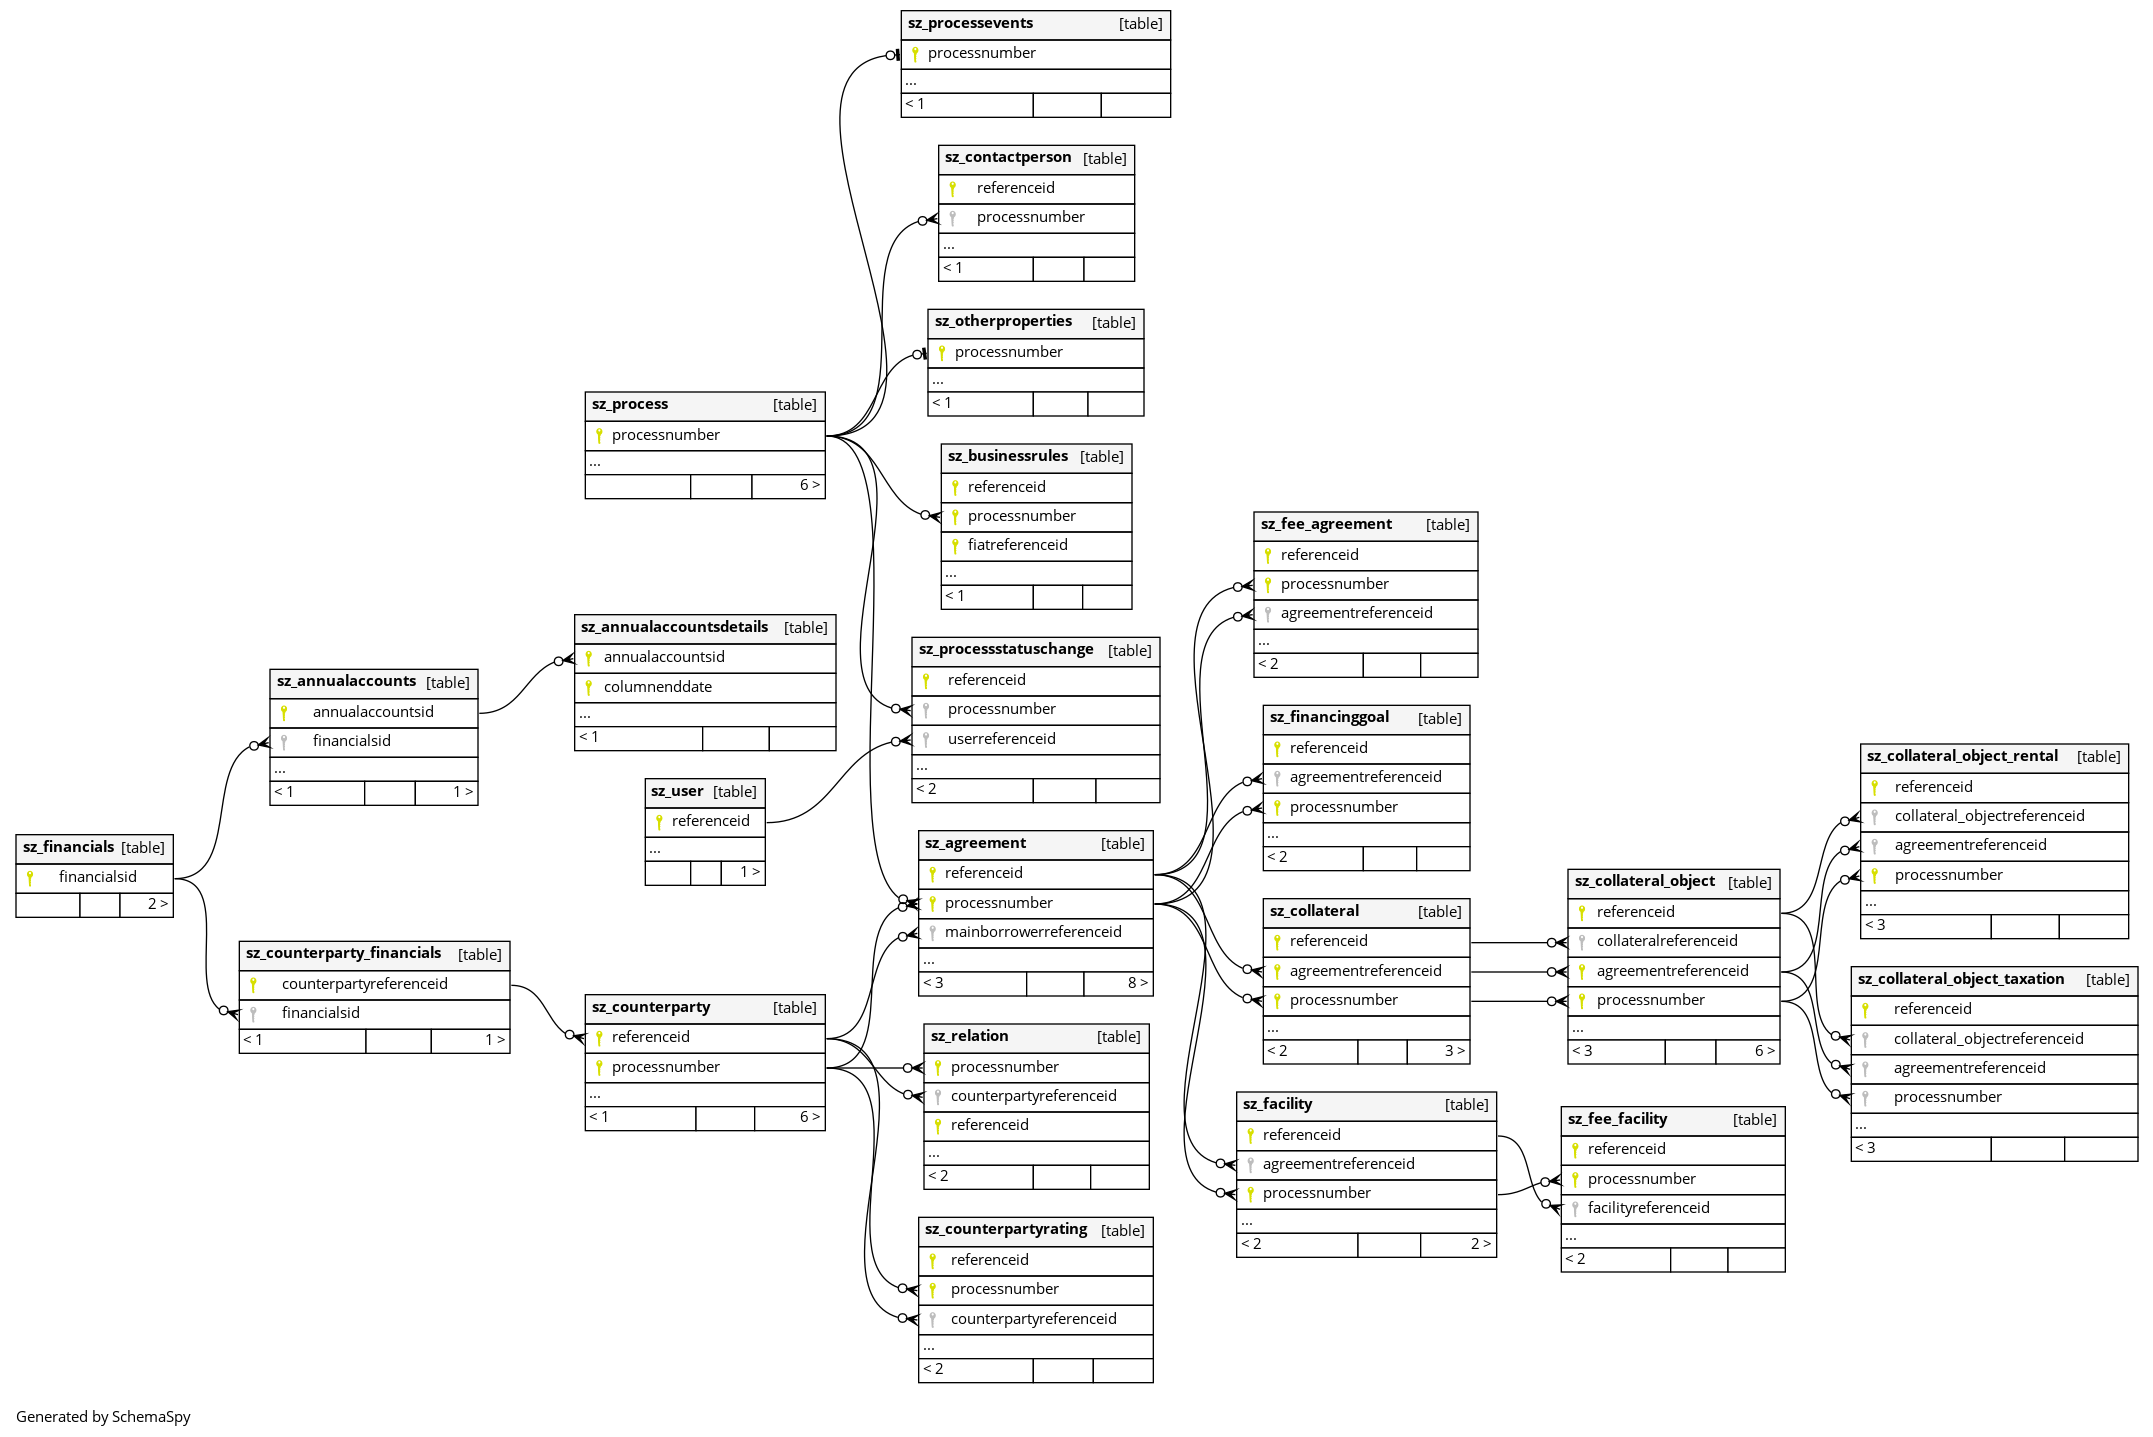 sz_processevents [table]
processnumber
...
< 1
sz_contactperson [table]
referenceid
processnumber
...
< 1
sz_otherproperties [table]
processnumber
...
< 1
sz_process [table]
processnumber
...
6 >
sz_businessrules [table]
referenceid
processnumber
fiatreferenceid
...
< 1
sz_fee_agreement [table]
referenceid
processnumber
agreementreferenceid
...
< 2
sz_annualaccountsdetails [table]
annualaccountsid
columnenddate
...
< 1
sz_processstatuschange [table]
referenceid
processnumber
userreferenceid
...
< 2
sz_annualaccounts [table]
annualaccountsid
financialsid
...
< 1 1 >
sz_financinggoal [table]
referenceid
agreementreferenceid
processnumber
...
< 2
sz_collateral_object_rental [table]
referenceid
collateral_objectreferenceid
agreementreferenceid
processnumber
...
< 3
sz_user [table]
referenceid
...
1 >
sz_financials [table]
financialsid
2 >
sz_agreement [table]
referenceid
processnumber
mainborrowerreferenceid
...
< 3 8 >
sz_collateral_object [table]
referenceid
collateralreferenceid
agreementreferenceid
processnumber
...
< 3 6 >
sz_collateral [table]
referenceid
agreementreferenceid
processnumber
...
< 2 3 >
sz_counterparty_financials [table]
counterpartyreferenceid
financialsid
< 1 1 >
sz_collateral_object_taxation [table]
referenceid
collateral_objectreferenceid
agreementreferenceid
processnumber
...
< 3
sz_counterparty [table]
referenceid
processnumber
...
< 1 6 >
sz_relation [table]
processnumber
counterpartyreferenceid
referenceid
...
< 2
sz_facility [table]
referenceid
agreementreferenceid
processnumber
...
< 2 2 >
sz_fee_facility [table]
referenceid
processnumber
facilityreferenceid
...
< 2
sz_counterpartyrating [table]
referenceid
processnumber
counterpartyreferenceid
...
< 2
Generated by SchemaSpy